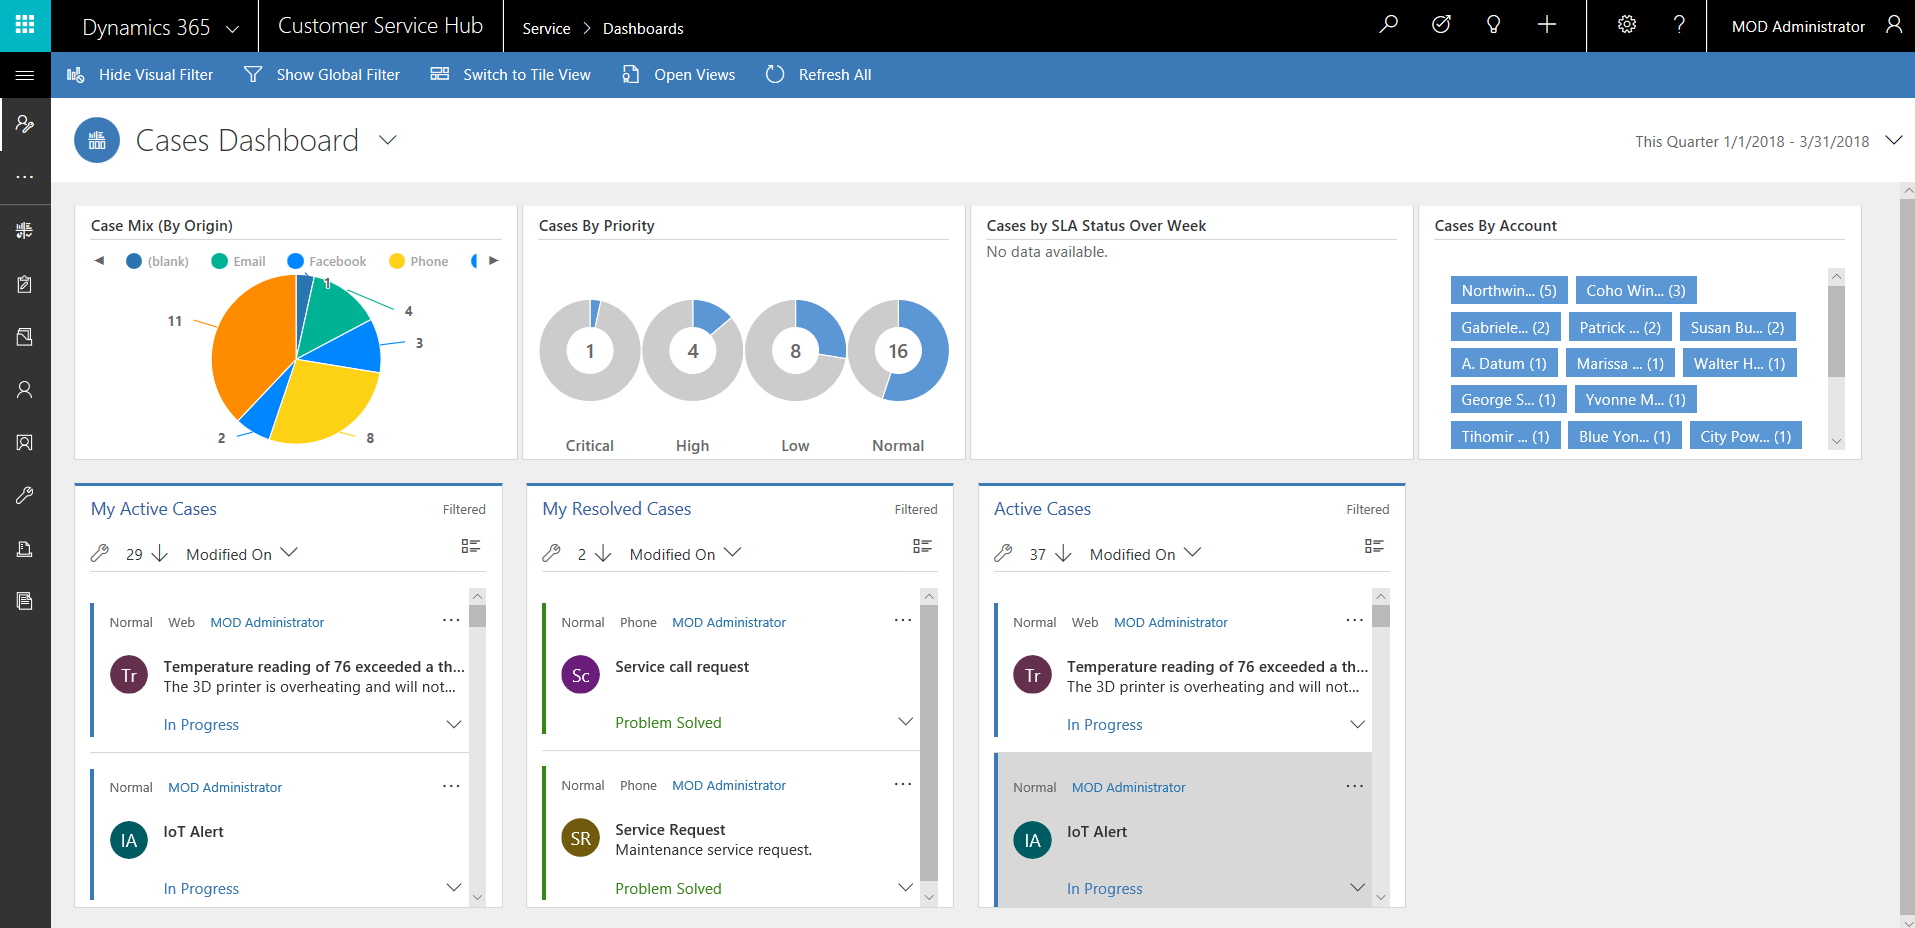 Dynamics 365 Customer Service Hub Service > Dashboards MOD Administrator
Hide Visual Filter Show Global Filter Switch to Tile View Open Views Refresh All
Cases Dashboard
This Quarter 1/1/2018 - 3/31/2018
Case Mix (By Origin)
(blank) Email Facebook Phone
1
4
3
8
2
11
Cases By Priority
1 4 8 16
Critical High Low Normal
Cases by SLA Status Over Week
No data available.
Cases By Account
Northwin... (5) Coho Win... (3)
Gabriele... (2) Patrick ... (2) Susan Bu... (2)
A. Datum (1) Marissa ... (1) Walter H... (1)
George S... (1) Yvonne M... (1)
Tihomir ... (1) Blue Yon... (1) City Pow... (1)
My Active Cases Filtered
29 Modified On
Normal Web MOD Administrator ...
Tr
Temperature reading of 76 exceeded a th...
The 3D printer is overheating and will not...
In Progress
Normal MOD Administrator ...
IA
IoT Alert
In Progress
My Resolved Cases Filtered
2 Modified On
Normal Phone MOD Administrator ...
Sc
Service call request
Problem Solved
Normal Phone MOD Administrator ...
SR
Service Request
Maintenance service request.
Problem Solved
Active Cases Filtered
37 Modified On
Normal Web MOD Administrator ...
Tr
Temperature reading of 76 exceeded a th...
The 3D printer is overheating and will not...
In Progress
Normal MOD Administrator ...
IA
IoT Alert
In Progress